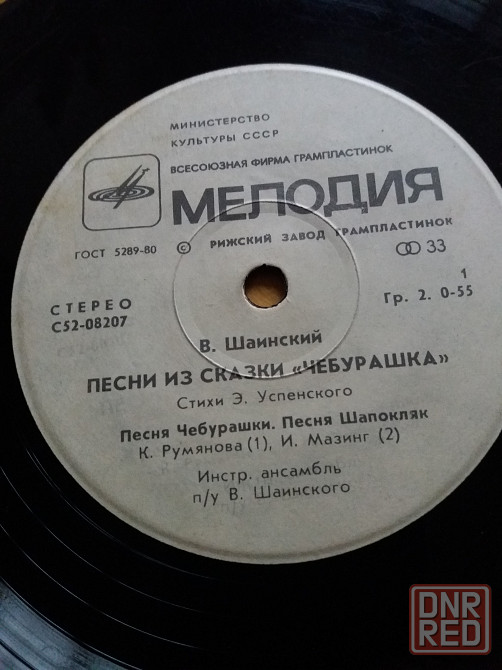 МИНИСТЕРСТВО
КУЛЬТУРЫ СССР
ВСЕСОЮЗНАЯ ФИРМА ГРАМПЛАСТИНОК
МЕЛОДИЯ
ГОСТ 5289-80 © РИЖСКИЙ ЗАВОД ГРАМПЛАСТИНОК
33
СТЕРЕО
С52-08207
1
Гр. 2. 0-55
В. Шаинский
ПЕСНИ ИЗ СКАЗКИ «ЧЕБУРАШКА»
Стихи Э. Успенского
Песня Чебурашки. Песня Шапокляк
К. Румянова (1), И. Мазинг (2)
Инстр. ансамбль
п/у В. Шаинского
DNR
RED